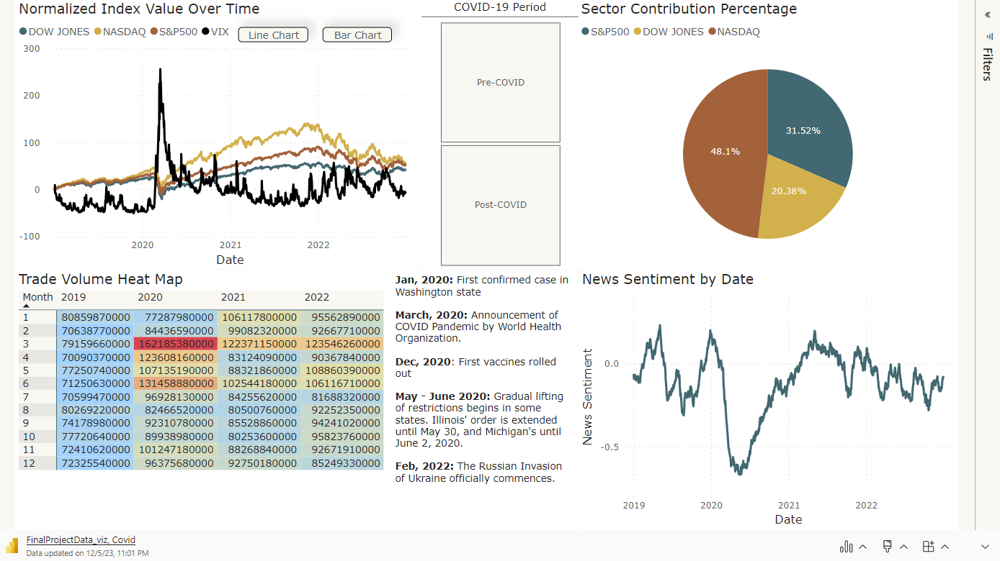 Normalized Index Value Over Time
DOW JONES NASDAQ S&P500 VIX
Line Chart
Bar Chart
300
200
100
0
-100
2020 2021 2022
Date
COVID-19 Period
Pre-COVID
Post-COVID
Sector Contribution Percentage
S&P500 DOW JONES NASDAQ
31.52%
48.1%
20.38%
«
Filters
Trade Volume Heat Map
Month 2019 2020 2021 2022
1 80859870000 77287980000 106117800000 95562890000
2 70638770000 84436590000 99082320000 92667710000
3 79159660000 162185380000 122371150000 123546260000
4 70090370000 123608160000 83124090000 90367840000
5 77250740000 107135190000 88321860000 108860390000
6 71250630000 131458880000 102544180000 106116710000
7 70599470000 96928130000 84255620000 81688320000
8 80269220000 82466520000 80500760000 92252350000
9 74178980000 92310780000 85528860000 94241020000
10 77720640000 89938980000 80253600000 95823760000
11 72410620000 101247180000 88268840000 92671910000
12 72325540000 96375680000 92750180000 85249330000
Jan, 2020: First confirmed case in
Washington state
March, 2020: Announcement of
COVID Pandemic by World Health
Organization.
Dec, 2020: First vaccines rolled
out
May - June 2020: Gradual lifting
of restrictions begins in some
states. Illinois' order is extended
until May 30, and Michigan's until
June 2, 2020.
Feb, 2022: The Russian Invasion
of Ukraine officially commences.
News Sentiment by Date
News Sentiment
0.0
-0.5
2019 2020 2021 2022
Date
FinalProjectData_viz, Covid
Data updated on 12/5/23, 11:01 PM